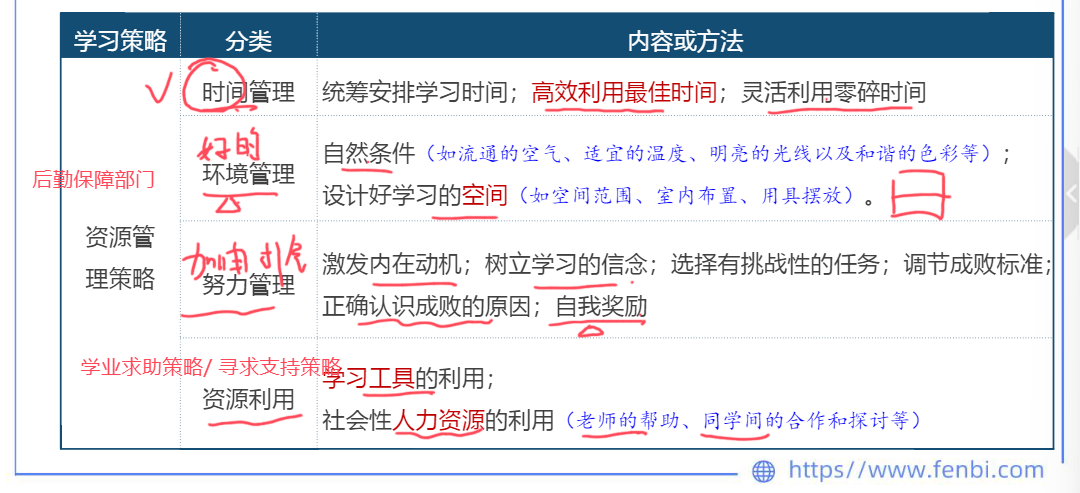 学习策略 分类 内容或方法
时间管理 统筹安排学习时间；高效利用最佳时间；灵活利用零碎时间
好的
后勤保障部门
环境管理
自然条件（如流通的空气、适宜的温度、明亮的光线以及和谐的色彩等）；
设计好学习的空间（如空间范围、室内布置、用具摆放）。
资源管
理策略
加油
努力管理
激发内在动机；树立学习的信念；选择有挑战性的任务；调节成败标准；
正确认识成败的原因；自我奖励
学业求助策略/ 寻求支持策略
资源利用
学习工具的利用；
社会性人力资源的利用（老师的帮助、同学间的合作和探讨等）
https//www.fenbi.com